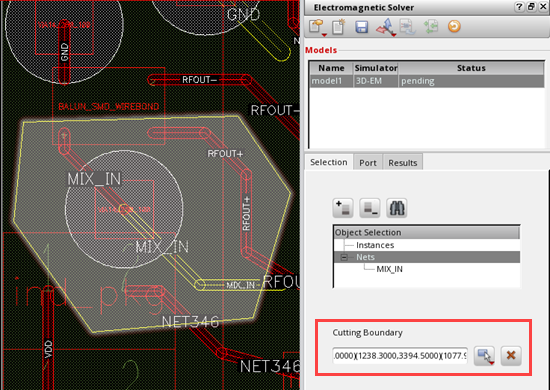 GND
GND
RFOUT-
RFOUT-
BALUN_SMD_WIREBOND
RFOUT+
MIX_IN
RFOUT+
MIX_IN
MIX_IN
NET346
NET346
VDD
Electromagnetic Solver
Models
Name Simulator Status
model1 3D-EM pending
Selection Port Results
Object Selection
Instances
Nets
MIX_IN
Cutting Boundary
.0000)(1238.3000,3394.5000)(1077.9